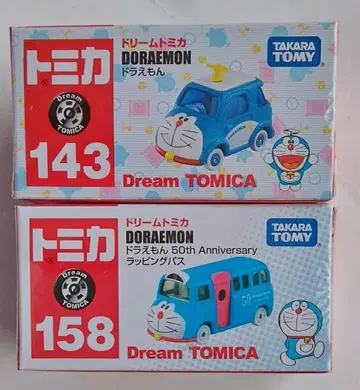 トミカ
Dream
TOMICA
143
ドリームトミカ
DORAEMON
ドラえもん
TAKARA
TOMY
Dream TOMICA
トミカ
Dream
TOMICA
158
ドリームトミカ
DORAEMON
ドラえもん 50th Anniversary
ラッピングバス
TAKARA
TOMY
50
Dream TOMICA